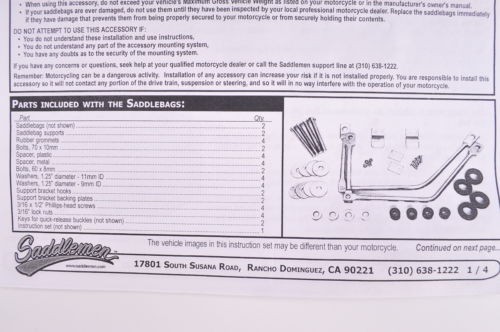 • When using this accessory, do not exceed your vehicle's Maximum Gross Vehicle Weight as listed on your motorcycle or in the manufacturer's owner's manual.
• If your saddlebags are ever damaged, do not use them until they have been inspected by your local professional motorcycle dealer. Replace the saddlebags immediately
if they have damage that prevents them from being properly secured to your motorcycle or from securely holding their contents.
DO NOT ATTEMPT TO USE THIS ACCESSORY IF:
• You do not understand these installation and use instructions,
• You do not understand any part of the accessory mounting system,
• You have any doubts as to the security of the mounting system.
If you have any concerns or questions, seek help at your qualified motorcycle dealer or call the Saddlemen support line at (310) 638-1222.
Remember: Motorcycling can be a dangerous activity. Installation of any accessory can increase your risk if it is not installed properly. You are responsible to install this
accessory so it will not contact any portion of the drive train, suspension or steering, and so it will in no way interfere with the operation of your motorcycle.
PARTS INCLUDED WITH THE SADDLEBAGS:
Part Qty.
Saddlebags (not shown) 2
Saddlebag supports 2
Rubber grommets 4
Bolts, 70 x 10mm 2
Spacer, plastic 4
Spacer, metal 4
Bolts, 60 x 8mm 2
Washers, 1.25" diameter - 11mm ID 4
Washers, 1.25" diameter - 9mm ID 4
Support bracket hooks 2
Support bracket backing plates 2
3/16 x 1/2" Phillips head screws 4
3/16" lock nuts 4
Keys for quick-release buckles (not shown) 2
Instruction set (not shown) 1
Saddlemen
www.saddlemen.com
The vehicle images in this instruction set may be different than your motorcycle.
Continued on next page...
17801 SOUTH SUSANA ROAD, RANCHO DOMINGUEZ, CA 90221 (310) 638-1222 1 / 4